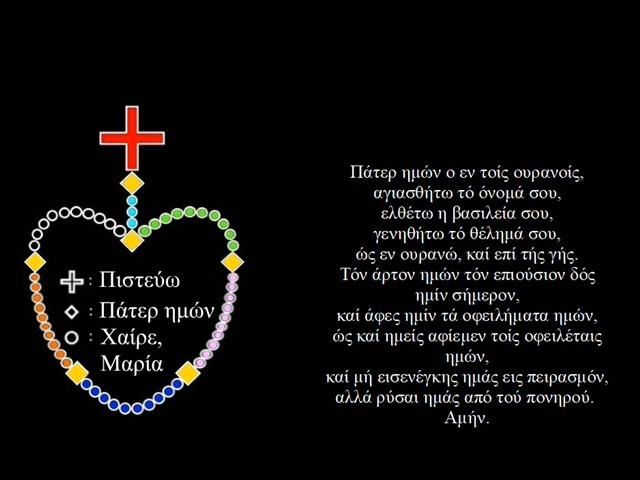 : Πιστεύω
: Πάτερ ημών
: Χαίρε,
Μαρία
Πάτερ ημών ο εν τοίς ουρανοίς,
αγιασθήτω τό όνομά σου,
ελθέτω η βασιλεία σου,
γενηθήτω τό θέλημά σου,
ώς εν ουρανώ, καί επί τής γής.
Τόν άρτον ημών τόν επιούσιον δός
ημίν σήμερον,
καί άφες ημίν τά οφειλήματα ημών,
ώς καί ημείς αφίεμεν τοίς οφειλέταις
ημών,
καί μή εισενέγκης ημάς εις πειρασμόν,
αλλά ρύσαι ημάς από τού πονηρού.
Αμήν.